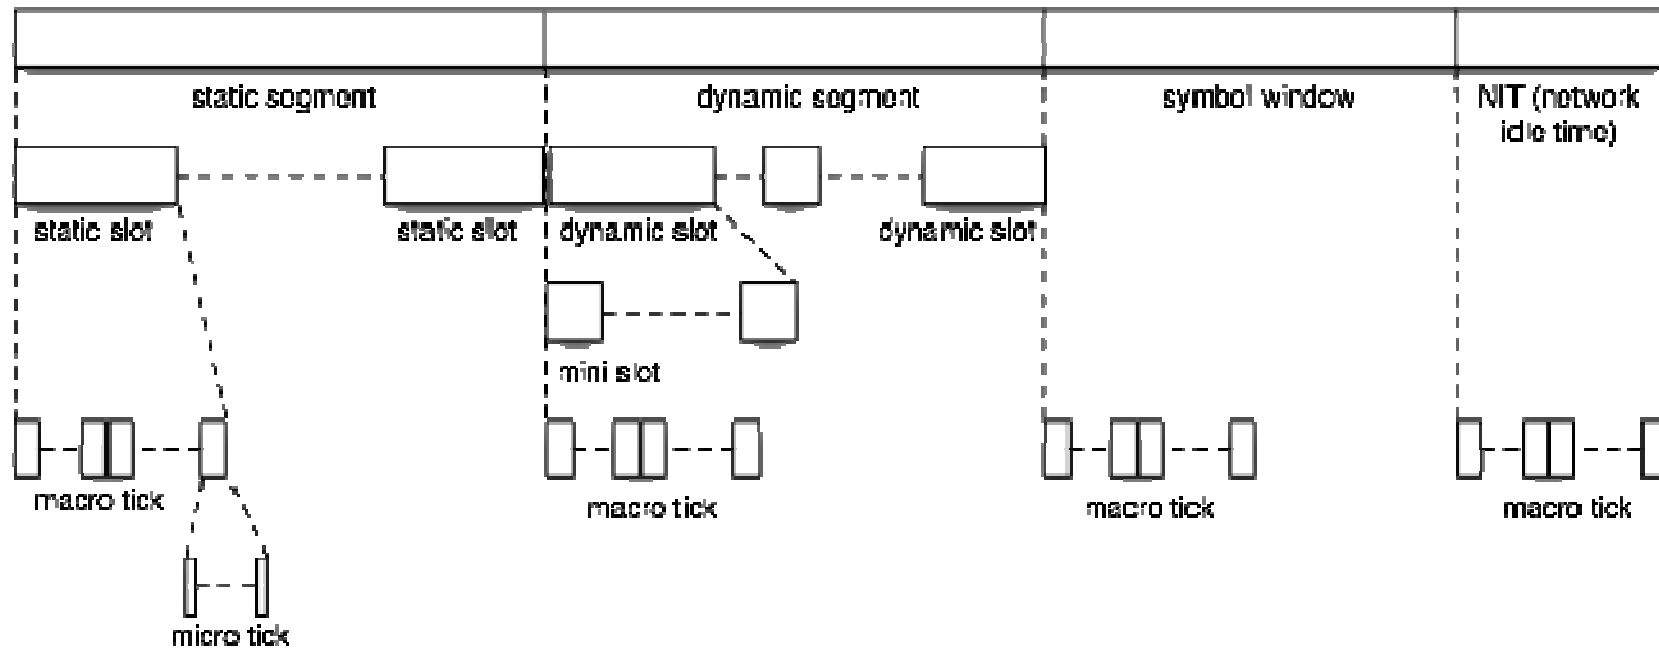 static segment
dynamic segment
symbol window
NIT (network
idle time)
static slot
static slot
dynamic slot
dynamic slot
mini slot
macro tick
macro tick
macro tick
macro tick
micro tick